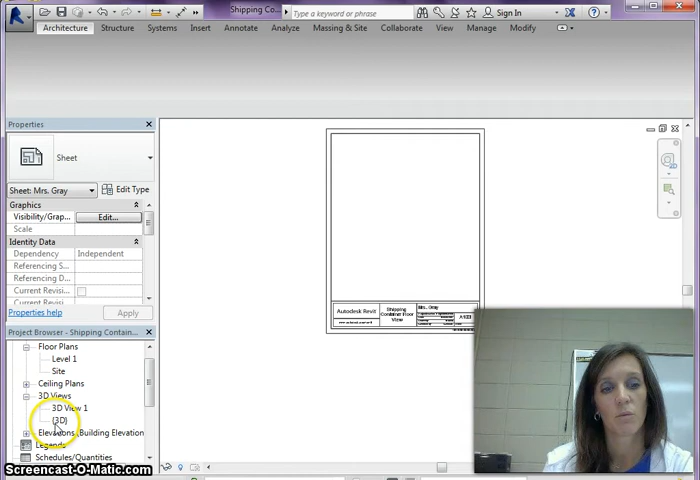 Shipping Co...
Type a keyword or phrase
Sign In
Architecture Structure Systems Insert Annotate Analyze Massing & Site Collaborate View Manage Modify
Properties
Sheet
Sheet: Mrs. Gray
Edit Type
Graphics
Visibility/Grap...
Edit...
Scale
Identity Data
Dependency Independent
Referencing S...
Referencing D...
Current Revisi...
Properties help
Apply
Project Browser - Shipping Contain...
Floor Plans
Level 1
Site
Ceiling Plans
3D Views
3D View 1
{3D}
Elevations (Building Elevation
Legends
Schedules/Quantities
Autodesk Revit
Shipping
Container Floor
View
Mrs. Gray
Screencast-O-Matic.com